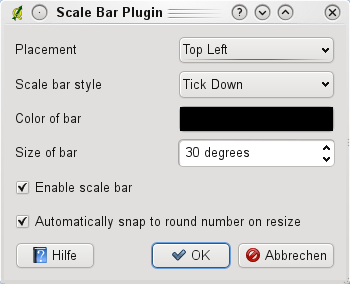 Scale Bar Plugin
Placement Top Left
Scale bar style Tick Down
Color of bar
Size of bar 30 degrees
Enable scale bar
Automatically snap to round number on resize
Hilfe OK Abbrechen